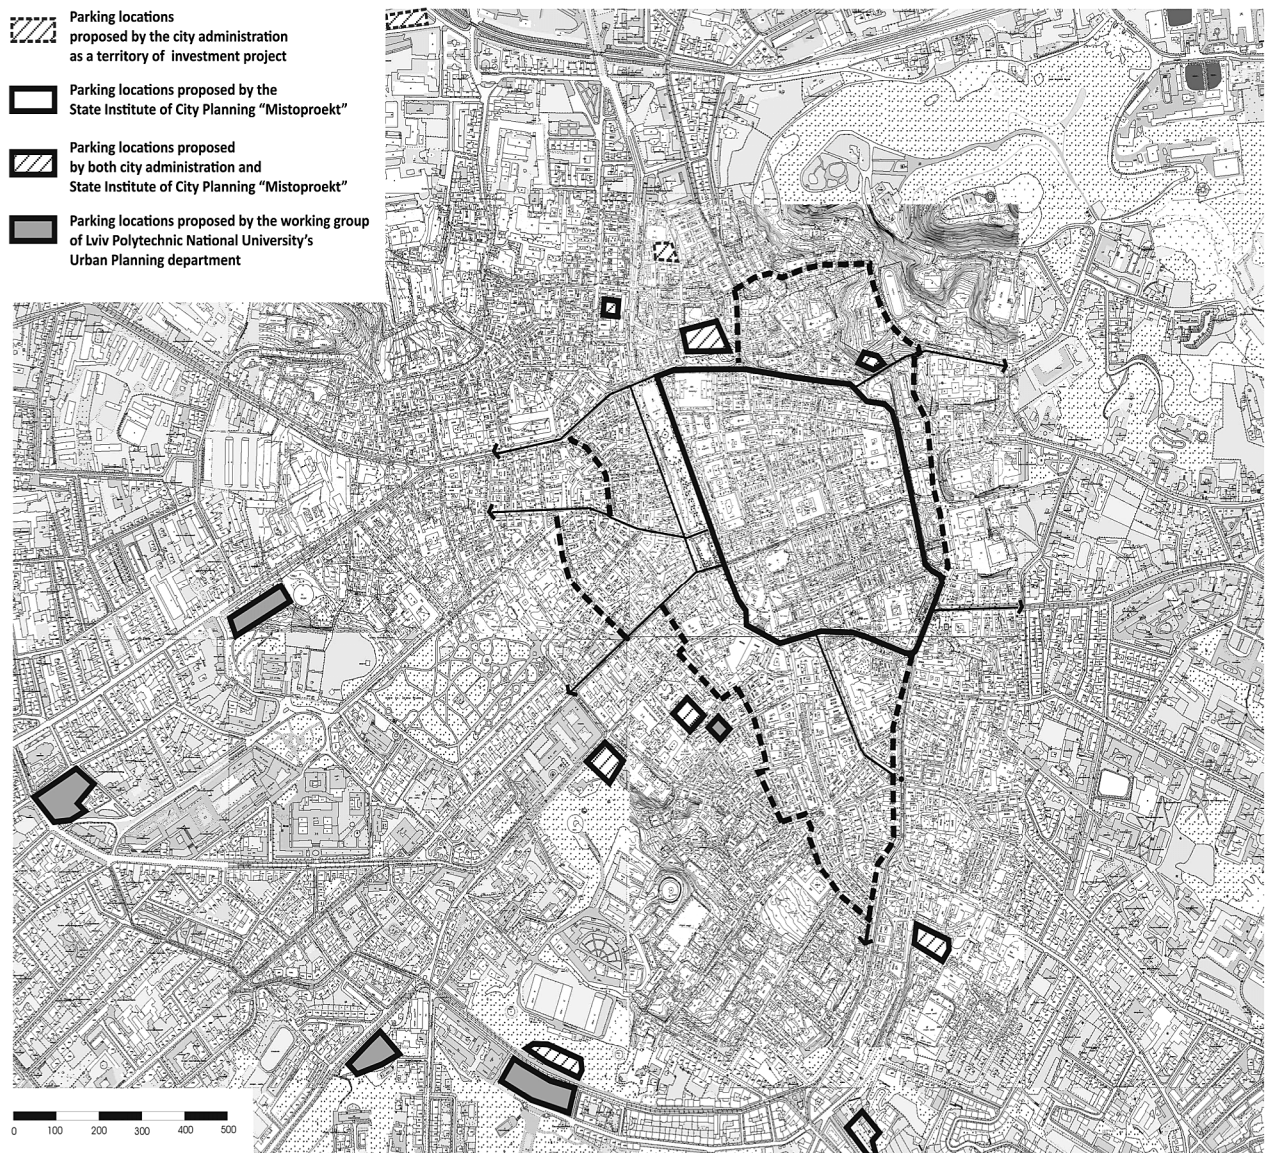 Parking locations
proposed by the city administration
as a territory of investment project
Parking locations proposed by the
State Institute of City Planning “Mistoproekt”
Parking locations proposed
by both city administration and
State Institute of City Planning “Mistoproekt”
Parking locations proposed by the working group
of Lviv Polytechnic National University’s
Urban Planning department
0 100 200 300 400 500